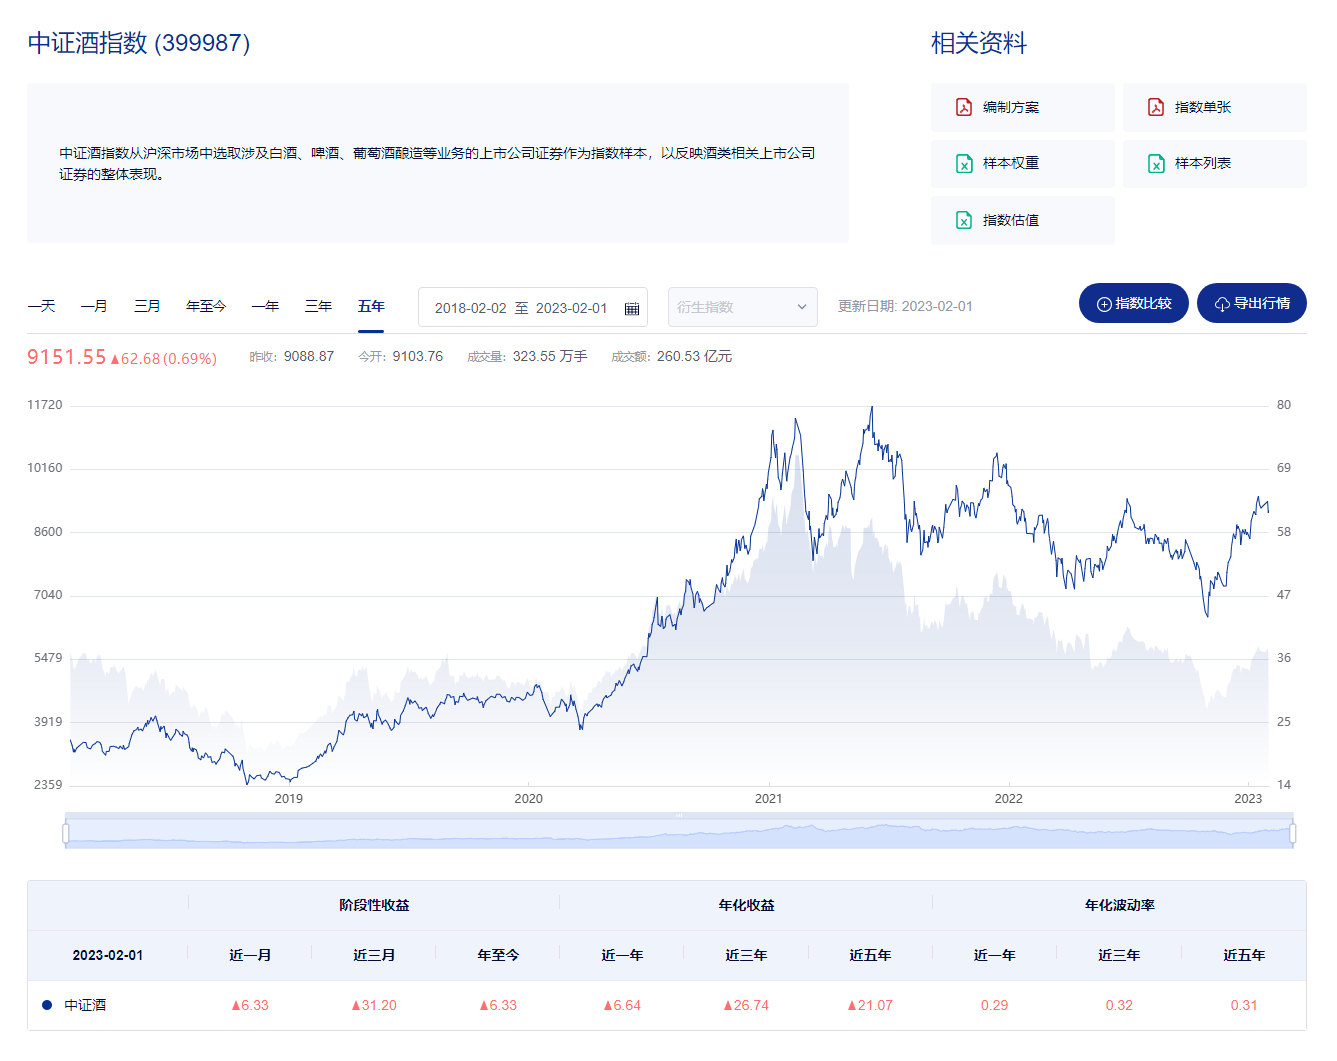 中证酒指数 (399987)
相关资料
中证酒指数从沪深市场中选取涉及白酒、啤酒、葡萄酒酿造等业务的上市公司证券作为指数样本，以反映酒类相关上市公司
证券的整体表现。
编制方案 指数单张
样本权重 样本列表
指数估值
一天 一月 三月 年至今 一年 三年 五年 2018-02-02 至 2023-02-01 衍生指数 更新日期: 2023-02-01 指数比较 导出行情
9151.55 ▲62.68 (0.69%) 昨收: 9088.87 今开: 9103.76 成交量: 323.55 万手 成交额: 260.53 亿元
11720 80
10160 69
8600 58
7040 47
5479 36
3919 25
2359 14
2019 2020 2021 2022 2023
阶段性收益 年化收益 年化波动率
2023-02-01 近一月 近三月 年至今 近一年 近三年 近五年 近一年 近三年 近五年
中证酒 ▲6.33 ▲31.20 ▲6.33 ▲6.64 ▲26.74 ▲21.07 0.29 0.32 0.31